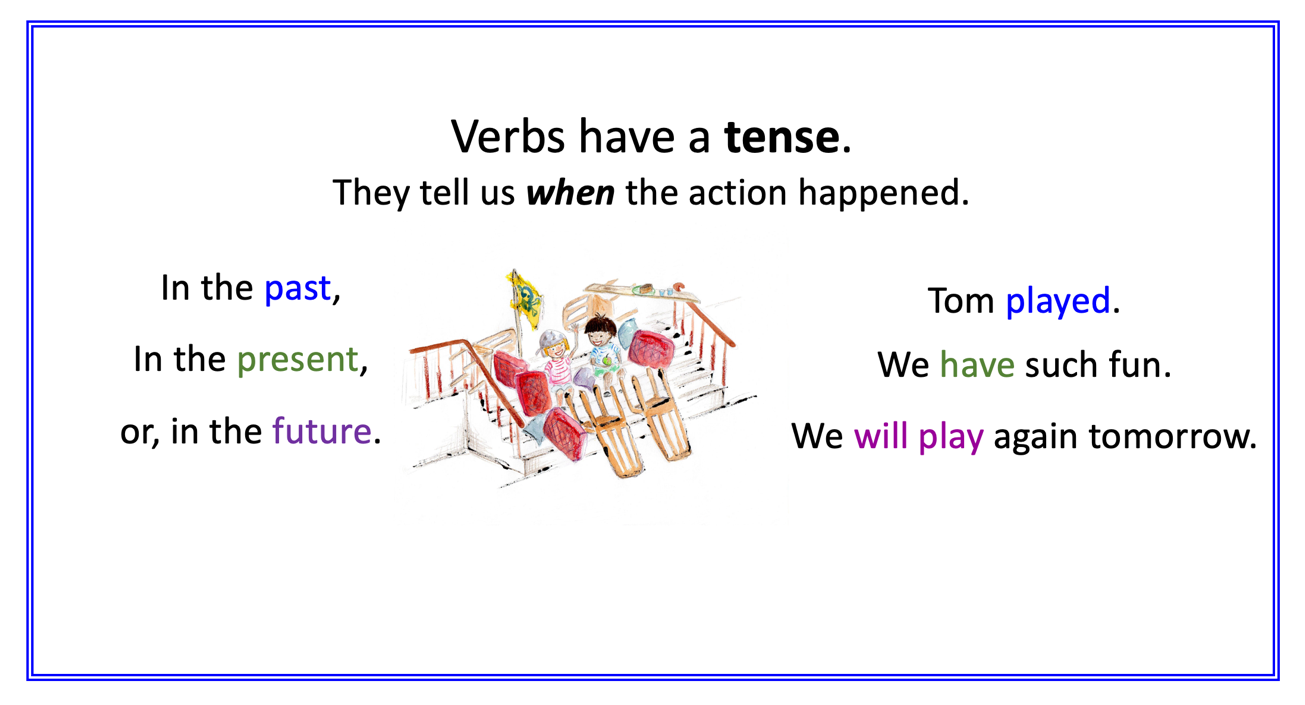 Verbs have a tense.
They tell us when the action happened.
In the past,
In the present,
or, in the future.
Tom played.
We have such fun.
We will play again tomorrow.